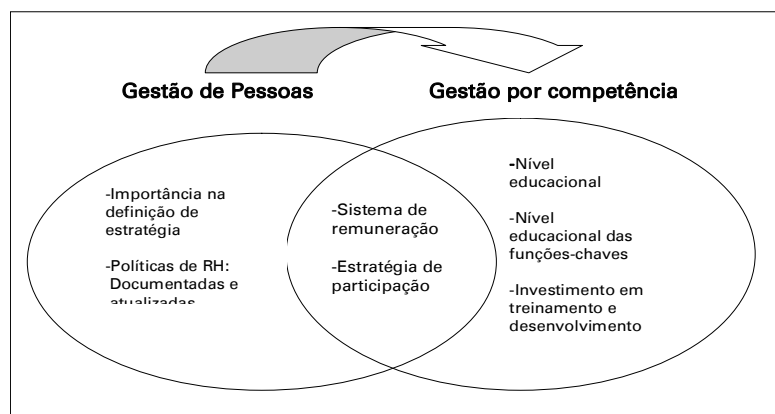 Gestão de Pessoas
Gestão por competência
-Importância na
definição de
estratégia
-Políticas de RH:
Documentadas e
atualizadas
-Sistema de
remuneração
-Estratégia de
participação
-Nível
educacional
-Nível
educacional das
funções-chaves
-Investimento em
treinamento e
desenvolvimento